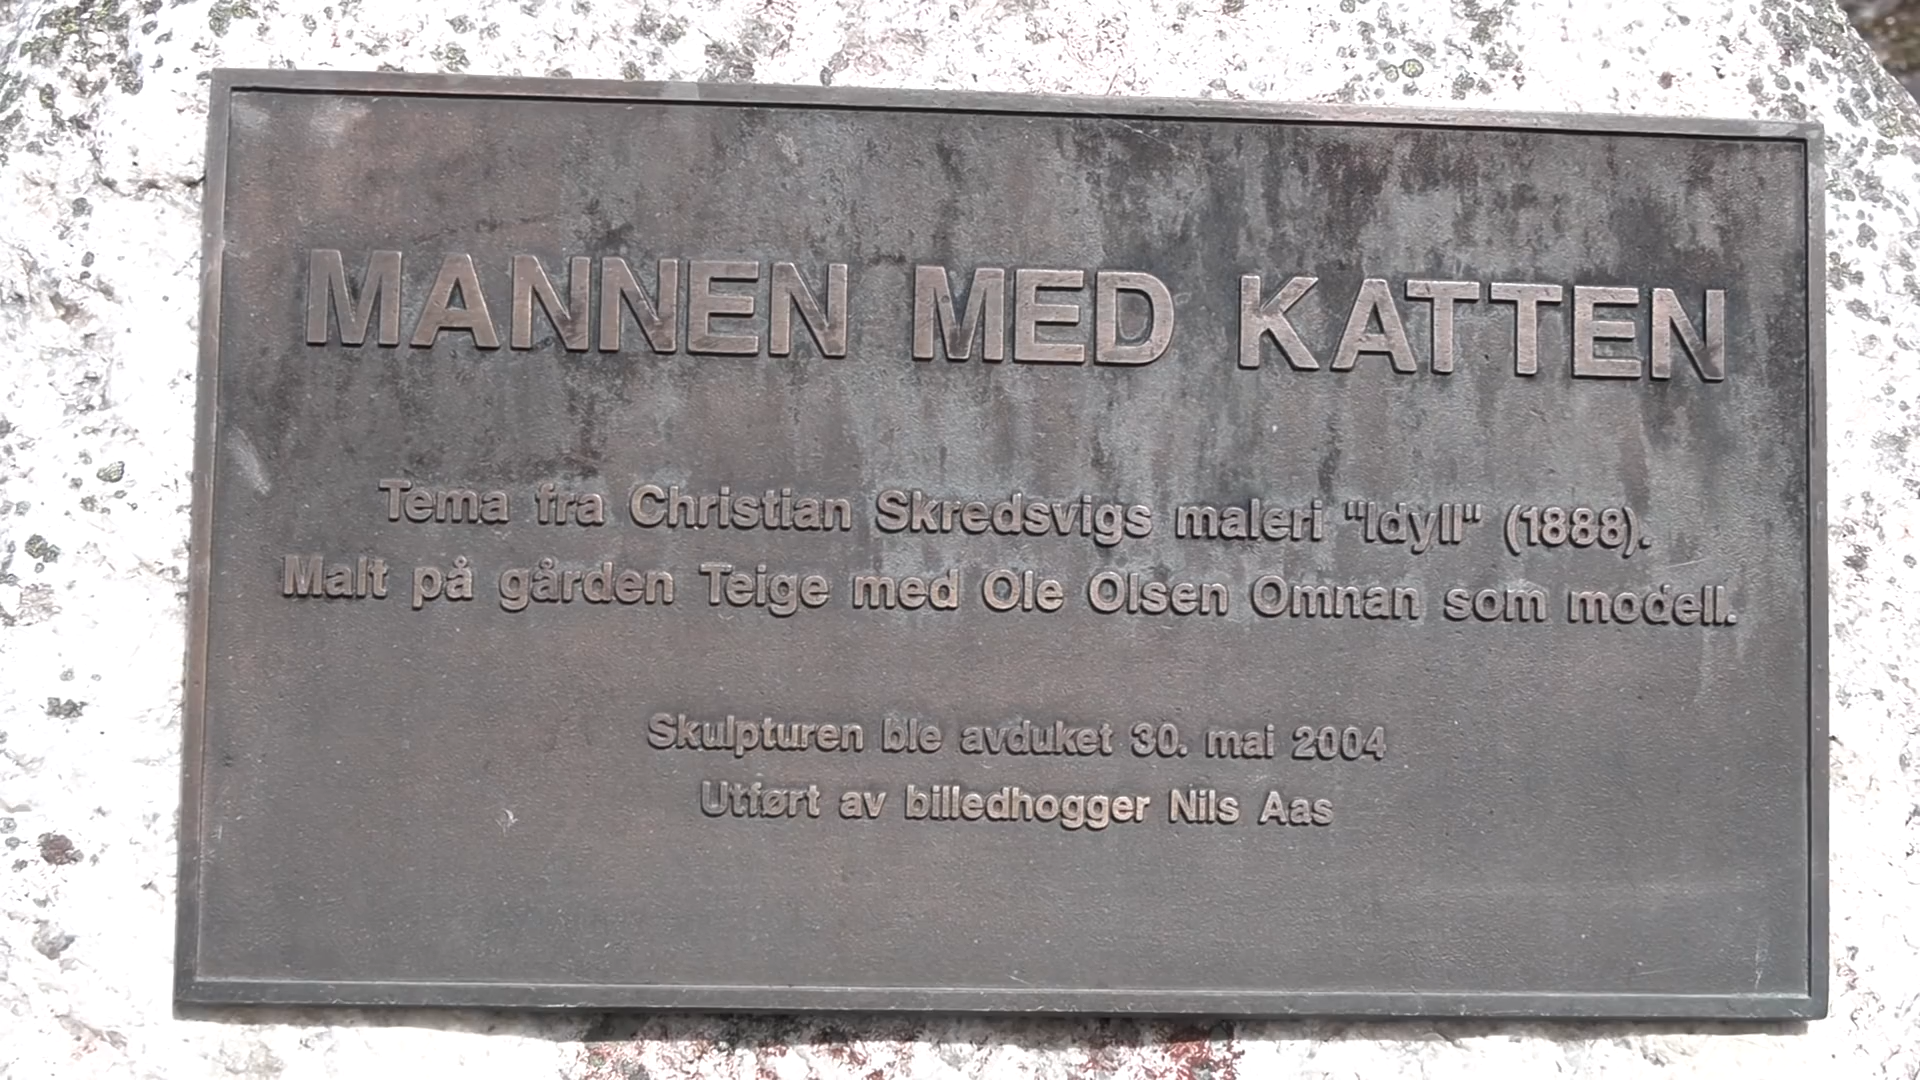 MANNEN MED KATTEN
Tema fra Christian Skredsvigs maleri "Idyll" (1888).
Malt på gården Teige med Ole Olsen Omnan som modell.
Skulpturen ble avduket 30. mai 2004
Utført av billedhogger Nils Aas